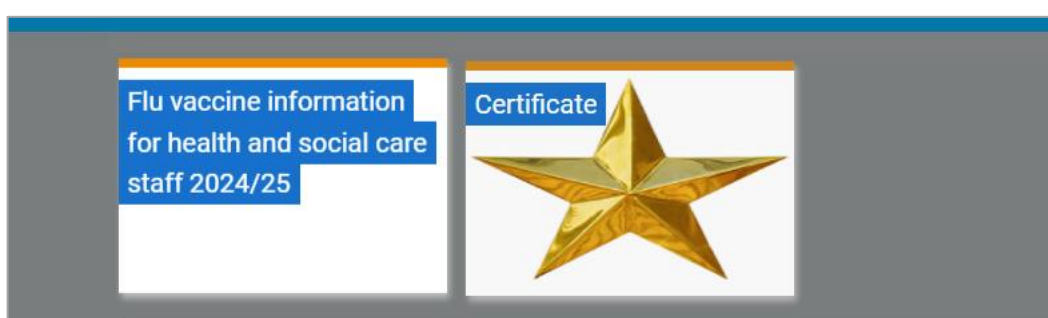 Flu vaccine information
for health and social care
staff 2024/25
Certificate